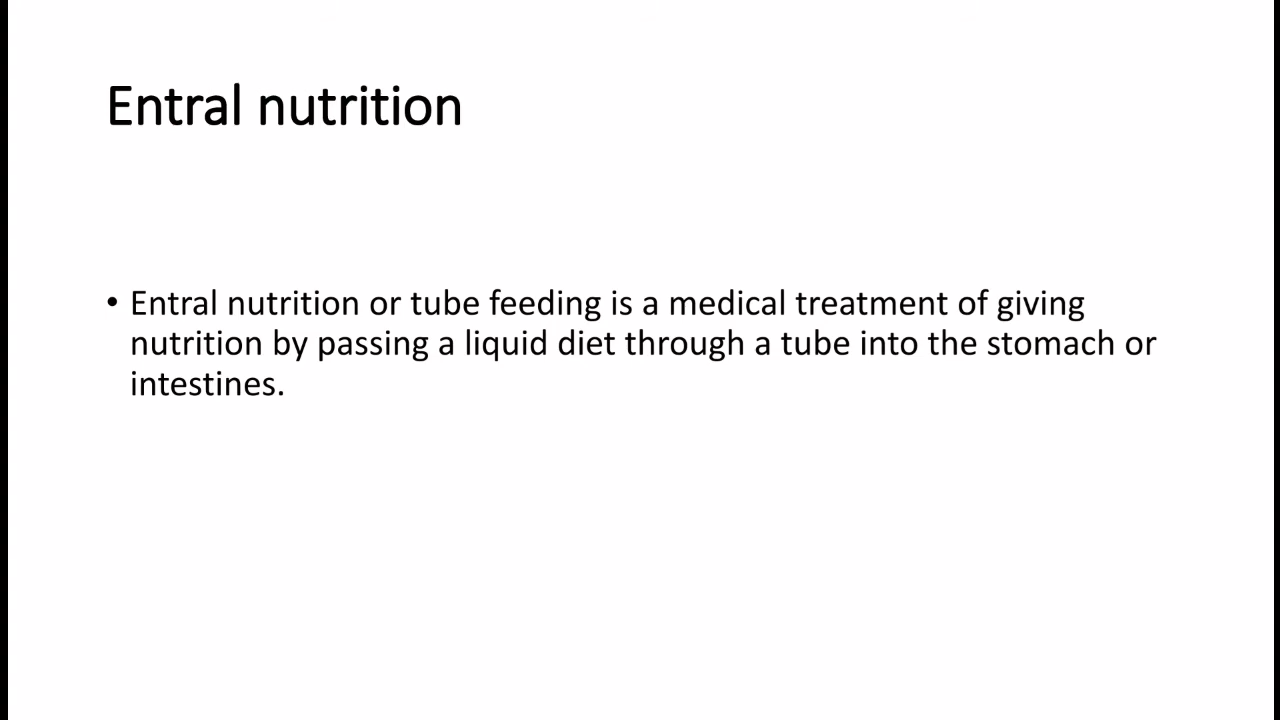 Entral nutrition
• Entral nutrition or tube feeding is a medical treatment of giving
nutrition by passing a liquid diet through a tube into the stomach or
intestines.